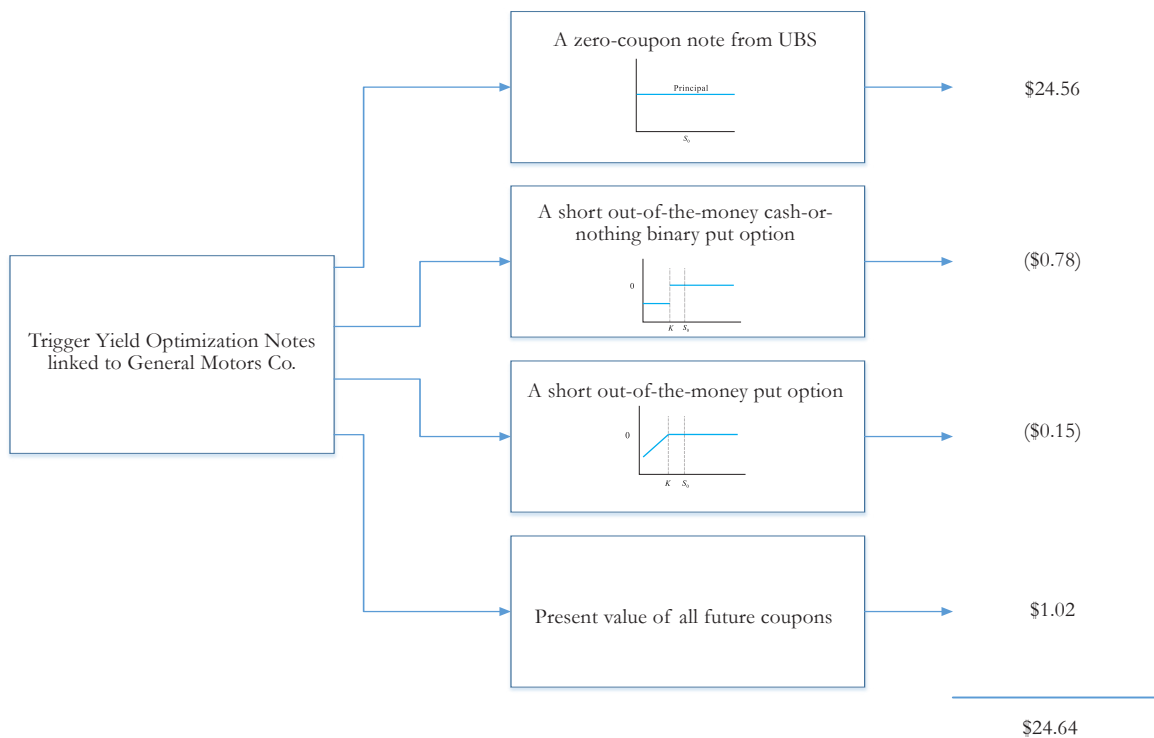 A zero-coupon note from UBS
Principal
S₀
$24.56
A short out-of-the-money cash-or-
nothing binary put option
0
K S₀
($0.78)
Trigger Yield Optimization Notes
linked to General Motors Co.
A short out-of-the-money put option
0
K S₀
($0.15)
Present value of all future coupons
$1.02
$24.64